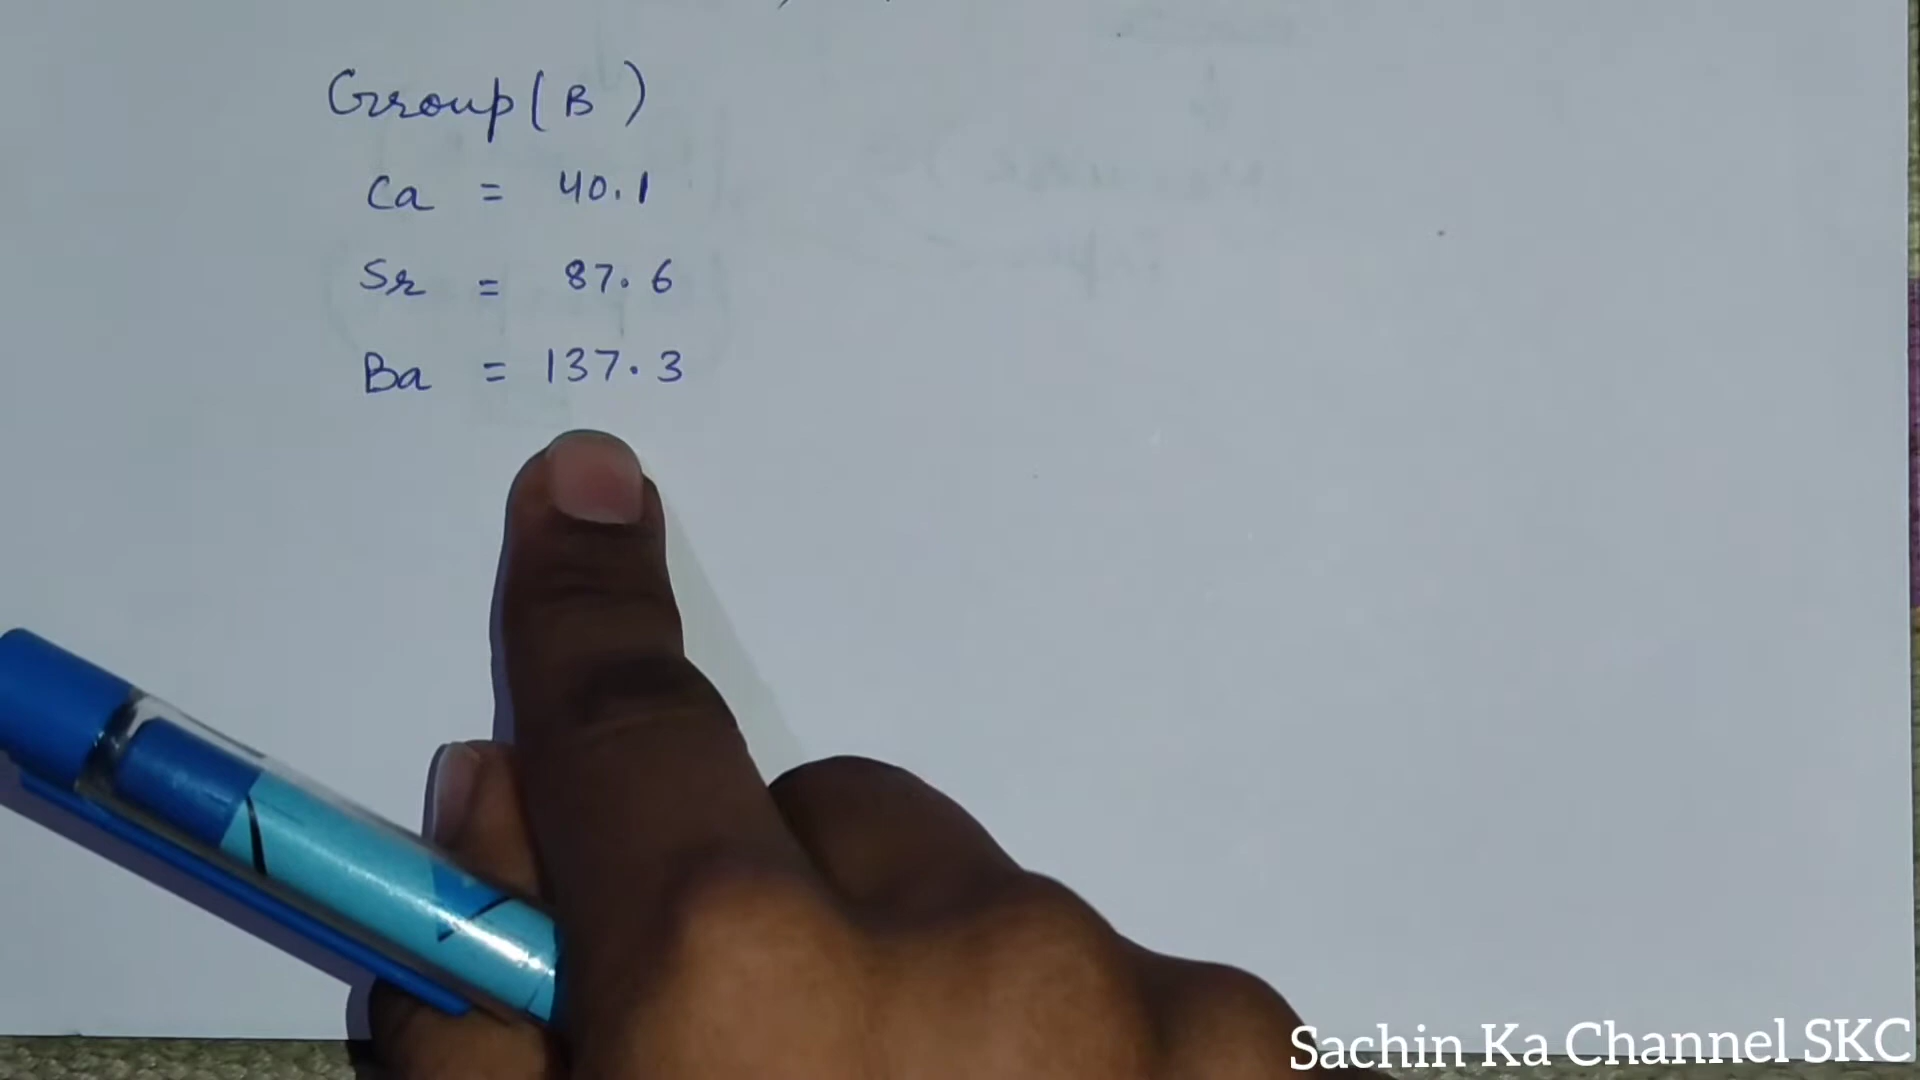 Group (B)
Ca = 40.1
Sr = 87.6
Ba = 137.3
Sachin Ka Channel SKC